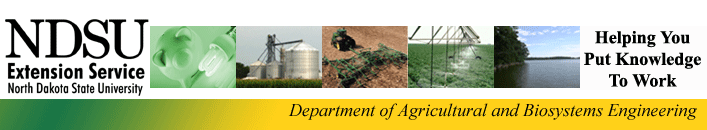 NDSU
Extension Service
North Dakota State University
Helping You
Put Knowledge
To Work
Department of Agricultural and Biosystems Engineering